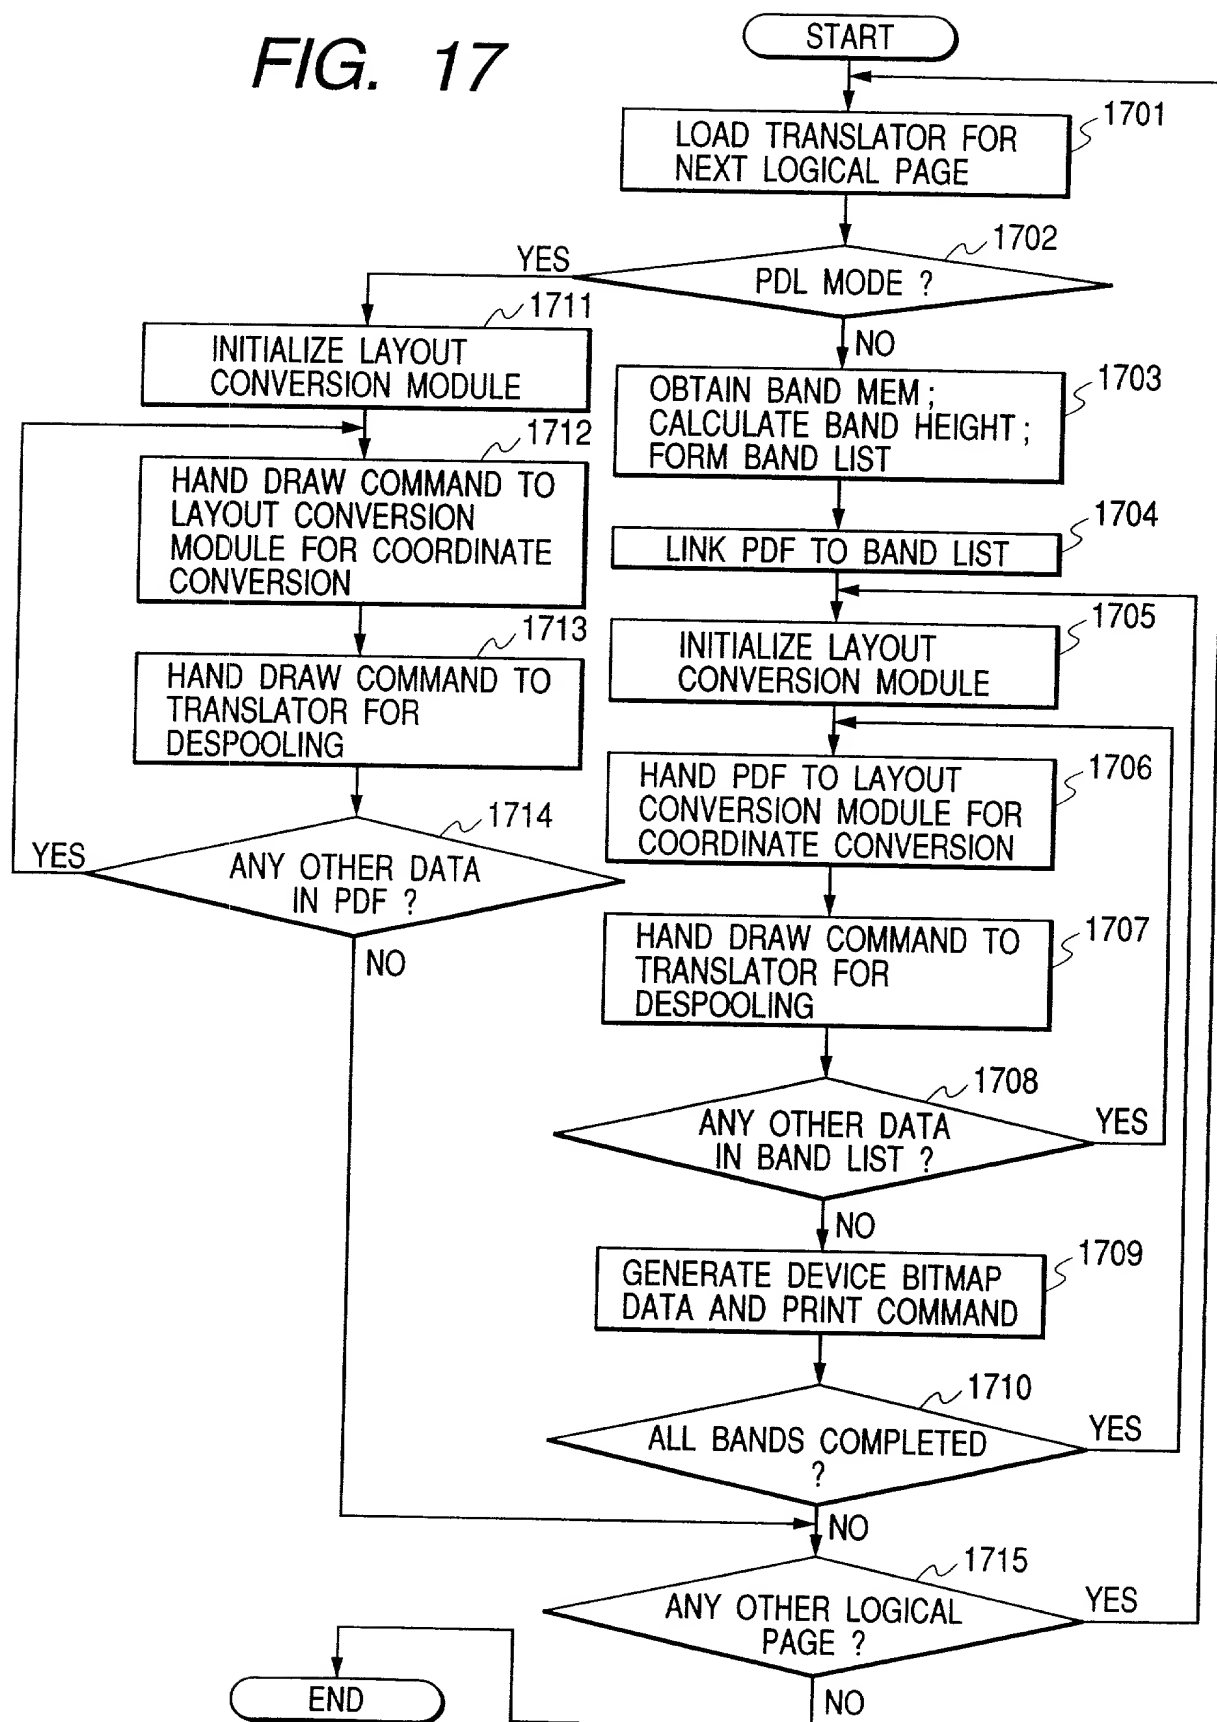 FIG. 17
START
1701
LOAD TRANSLATOR FOR
NEXT LOGICAL PAGE
1702
PDL MODE ?
YES
NO
1711
INITIALIZE LAYOUT
CONVERSION MODULE
1712
HAND DRAW COMMAND TO
LAYOUT CONVERSION
MODULE FOR COORDINATE
CONVERSION
1713
HAND DRAW COMMAND TO
TRANSLATOR FOR
DESPOOLING
1714
ANY OTHER DATA
IN PDF ?
YES
NO
1703
OBTAIN BAND MEM ;
CALCULATE BAND HEIGHT ;
FORM BAND LIST
1704
LINK PDF TO BAND LIST
1705
INITIALIZE LAYOUT
CONVERSION MODULE
1706
HAND PDF TO LAYOUT
CONVERSION MODULE FOR
COORDINATE CONVERSION
1707
HAND DRAW COMMAND TO
TRANSLATOR FOR
DESPOOLING
1708
ANY OTHER DATA
IN BAND LIST ?
YES
NO
1709
GENERATE DEVICE BITMAP
DATA AND PRINT COMMAND
1710
ALL BANDS COMPLETED
?
YES
NO
1715
ANY OTHER LOGICAL
PAGE ?
YES
NO
END